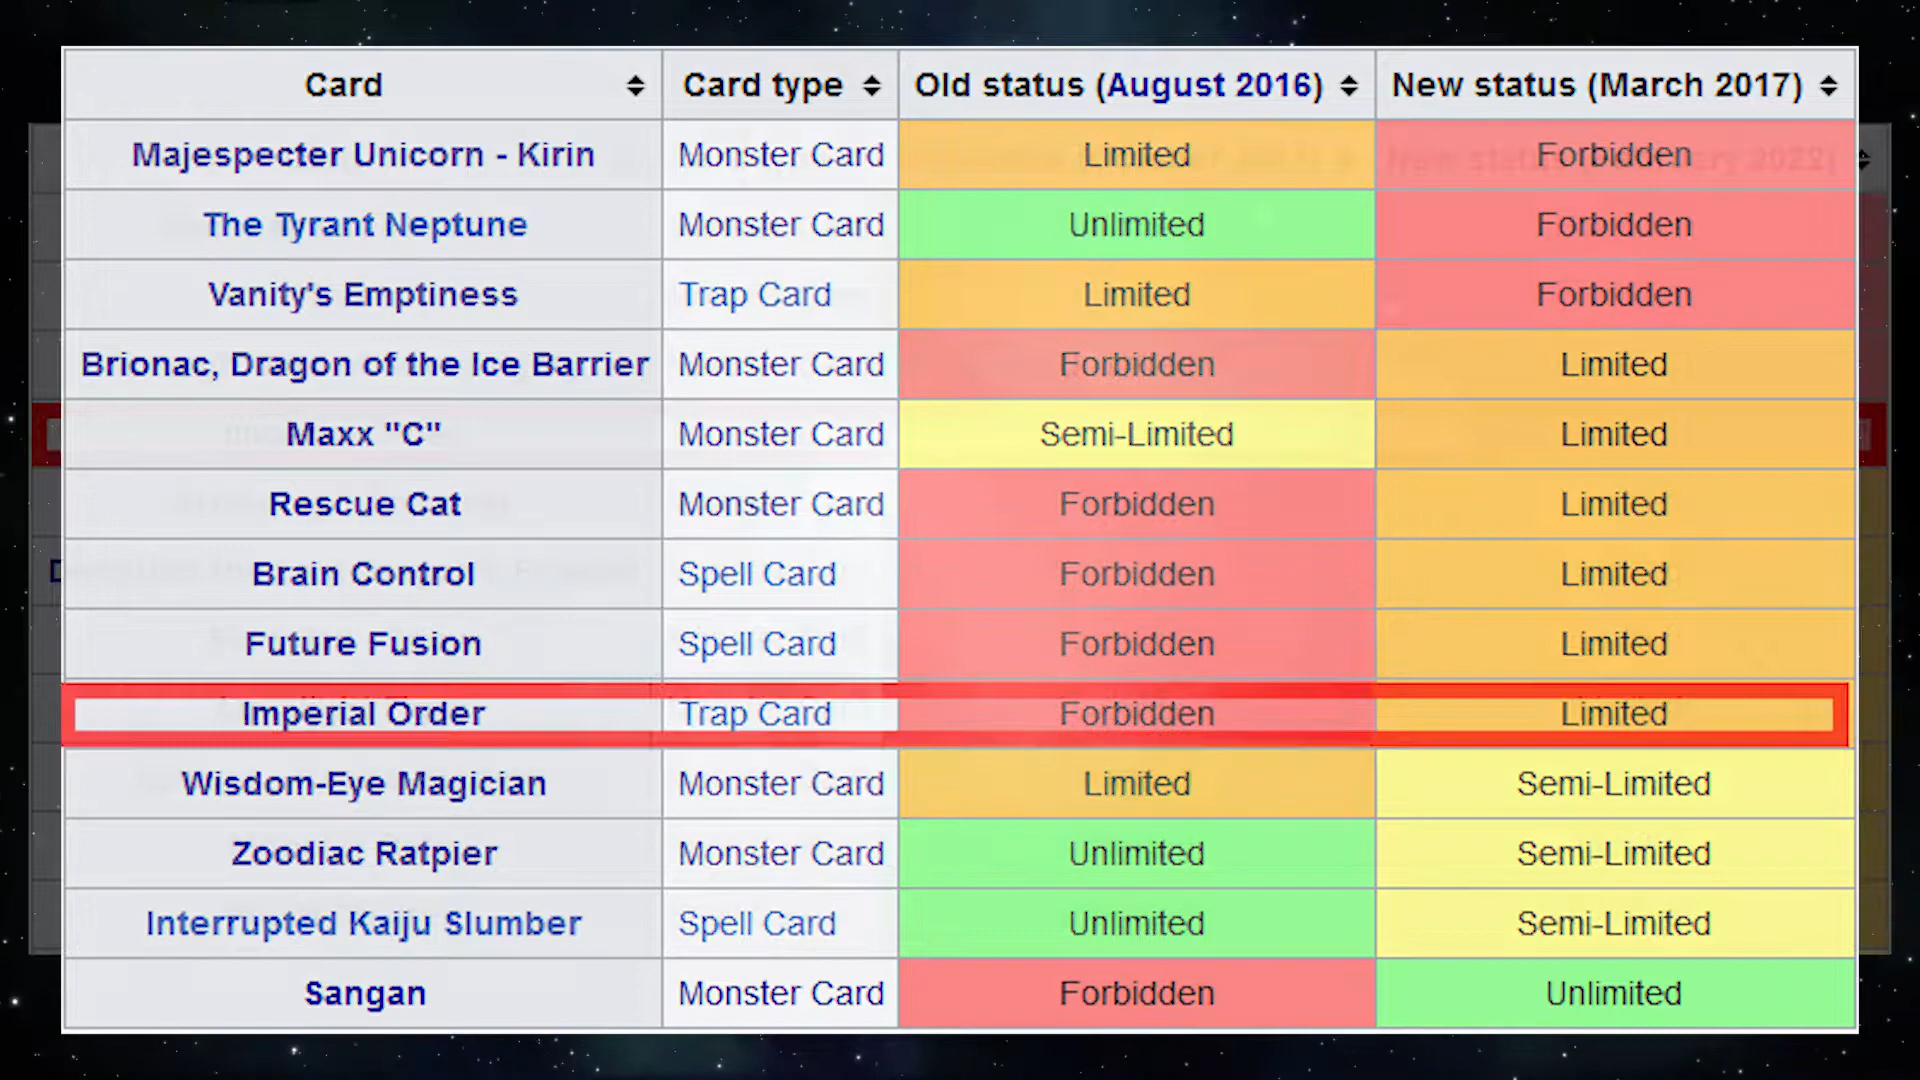 Card Card type Old status (August 2016) New status (March 2017)
Majespecter Unicorn - Kirin Monster Card Limited Forbidden
The Tyrant Neptune Monster Card Unlimited Forbidden
Vanity's Emptiness Trap Card Limited Forbidden
Brionac, Dragon of the Ice Barrier Monster Card Forbidden Limited
Maxx "C" Monster Card Semi-Limited Limited
Rescue Cat Monster Card Forbidden Limited
Brain Control Spell Card Forbidden Limited
Future Fusion Spell Card Forbidden Limited
Imperial Order Trap Card Forbidden Limited
Wisdom-Eye Magician Monster Card Limited Semi-Limited
Zoodiac Ratpier Monster Card Unlimited Semi-Limited
Interrupted Kaiju Slumber Spell Card Unlimited Semi-Limited
Sangan Monster Card Forbidden Unlimited